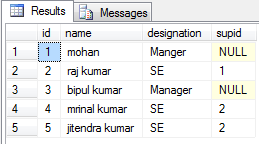 Results Messages
id name designation supid
1 1 mohan Manger NULL
2 2 raj kumar SE 1
3 3 bipul kumar Manager NULL
4 4 mrinal kumar SE 2
5 5 jitendra kumar SE 2